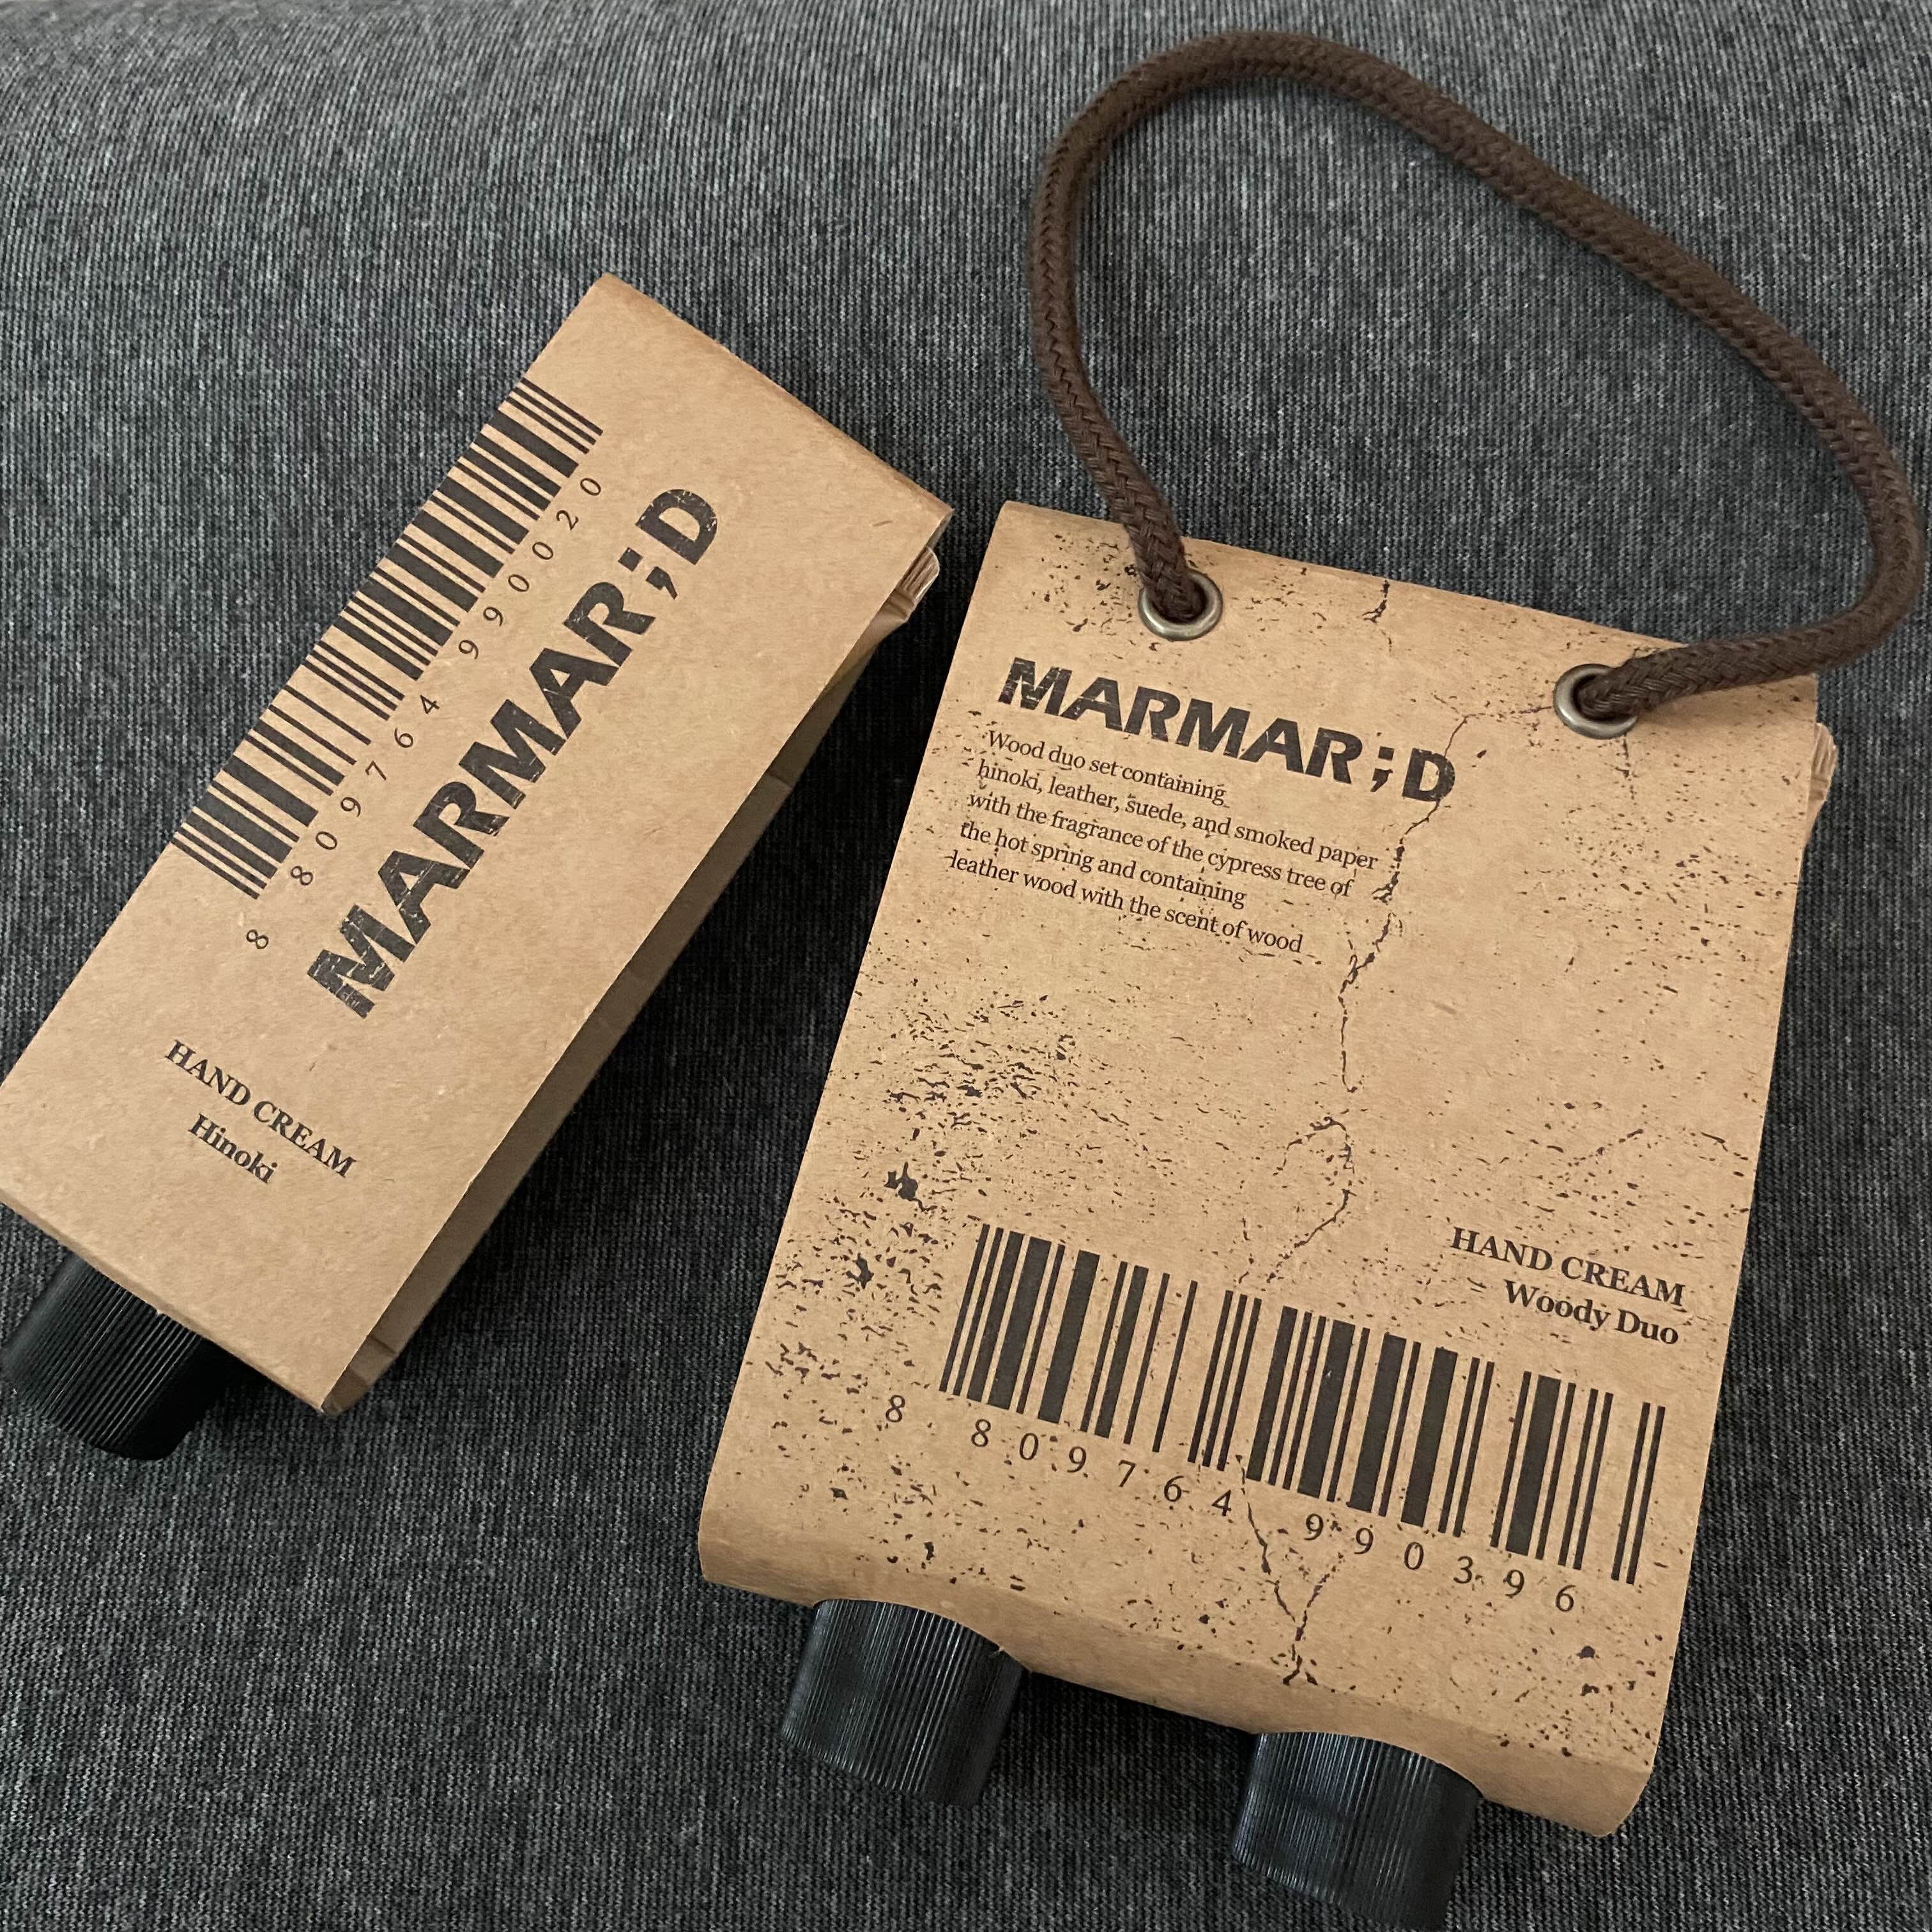 8 809764 990020
MARMAR;D
HAND CREAM
Hinoki
MARMAR;D
Wood duo set containing
hinoki, leather, suede, and smoked paper
with the fragrance of the cypress tree of
the hot spring and containing
leather wood with the scent of wood
HAND CREAM
Woody Duo
8 809764 990396